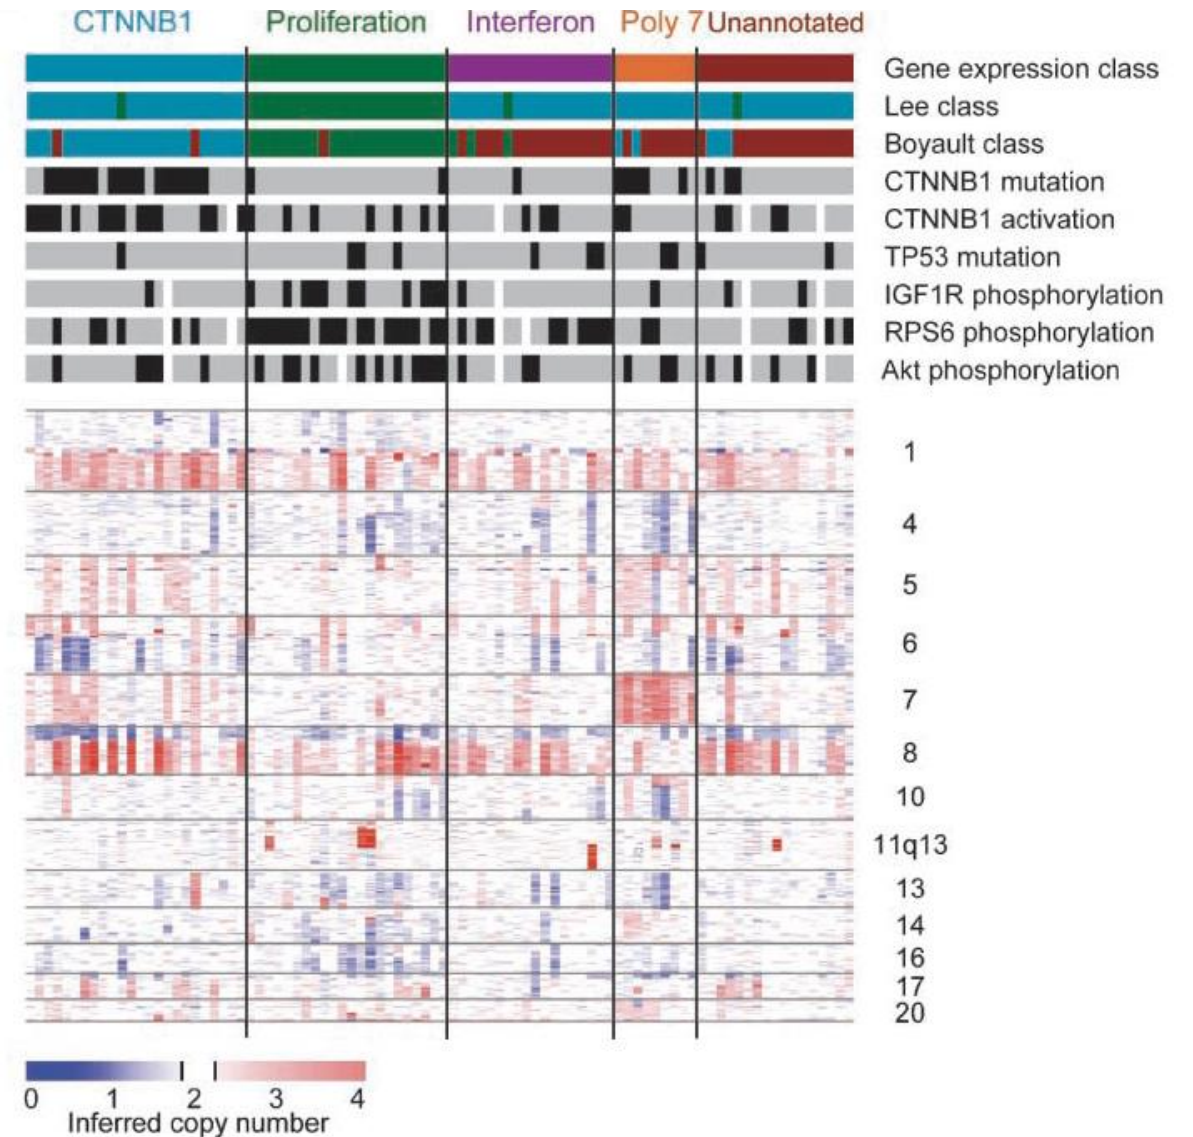 CTNNB1 Proliferation Interferon Poly 7 Unannotated
Gene expression class
Lee class
Boyault class
CTNNB1 mutation
CTNNB1 activation
TP53 mutation
IGF1R phosphorylation
RPS6 phosphorylation
Akt phosphorylation
1
4
5
6
7
8
10
11q13
13
14
16
17
20
0 1 2 3 4
Inferred copy number